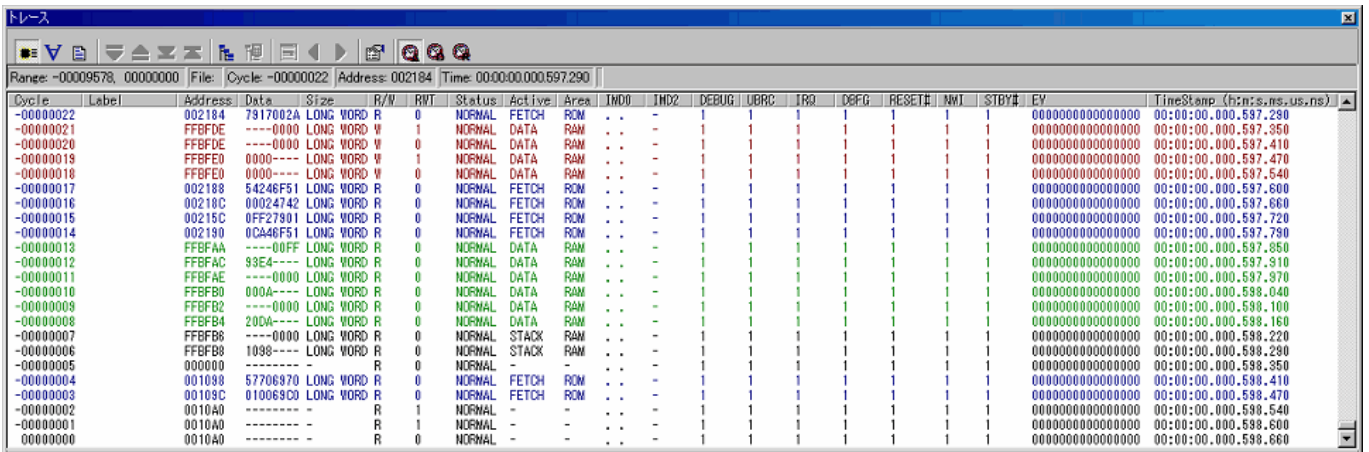 トレース
Range: -00009578, 00000000 File: Cycle: -00000022 Address: 002184 Time: 00:00:00.000.597.290
Cycle Label Address Data Size R/W RWT Status Active Area IND0 IND2 DEBUG UBRC IRQ DBFG RESET# NMI STBY# EV TimeStamp (h:m:s.ms.us.ns)
-00000022 002184 7917002A LONG WORD R 0 NORMAL FETCH ROM . . - 1 1 1 1 1 1 1 0000000000000000 00:00:00.000.597.290
-00000021 FFBFDE ----0000 LONG WORD W 1 NORMAL DATA RAM . . - 1 1 1 1 1 1 1 0000000000000000 00:00:00.000.597.350
-00000020 FFBFDE ----0000 LONG WORD W 0 NORMAL DATA RAM . . - 1 1 1 1 1 1 1 0000000000000000 00:00:00.000.597.410
-00000019 FFBFE0 0000---- LONG WORD W 1 NORMAL DATA RAM . . - 1 1 1 1 1 1 1 0000000000000000 00:00:00.000.597.470
-00000018 FFBFE0 0000---- LONG WORD W 0 NORMAL DATA RAM . . - 1 1 1 1 1 1 1 0000000000000000 00:00:00.000.597.540
-00000017 002188 54246F51 LONG WORD R 0 NORMAL FETCH ROM . . - 1 1 1 1 1 1 1 0000000000000000 00:00:00.000.597.600
-00000016 00218C 00024742 LONG WORD R 0 NORMAL FETCH ROM . . - 1 1 1 1 1 1 1 0000000000000000 00:00:00.000.597.660
-00000015 00215C 0FF27901 LONG WORD R 0 NORMAL FETCH ROM . . - 1 1 1 1 1 1 1 0000000000000000 00:00:00.000.597.720
-00000014 002190 0CA46F51 LONG WORD R 0 NORMAL FETCH ROM . . - 1 1 1 1 1 1 1 0000000000000000 00:00:00.000.597.790
-00000013 FFBFAA ----00FF LONG WORD R 0 NORMAL DATA RAM . . - 1 1 1 1 1 1 1 0000000000000000 00:00:00.000.597.850
-00000012 FFBFAC 93E4---- LONG WORD R 0 NORMAL DATA RAM . . - 1 1 1 1 1 1 1 0000000000000000 00:00:00.000.597.910
-00000011 FFBFAE ----0000 LONG WORD R 0 NORMAL DATA RAM . . - 1 1 1 1 1 1 1 0000000000000000 00:00:00.000.597.970
-00000010 FFBFB0 000A---- LONG WORD R 0 NORMAL DATA RAM . . - 1 1 1 1 1 1 1 0000000000000000 00:00:00.000.598.040
-00000009 FFBFB2 ----0000 LONG WORD R 0 NORMAL DATA RAM . . - 1 1 1 1 1 1 1 0000000000000000 00:00:00.000.598.100
-00000008 FFBFB4 20DA---- LONG WORD R 0 NORMAL DATA RAM . . - 1 1 1 1 1 1 1 0000000000000000 00:00:00.000.598.160
-00000007 FFBFB6 ----0000 LONG WORD R 0 NORMAL STACK RAM . . - 1 1 1 1 1 1 1 0000000000000000 00:00:00.000.598.220
-00000006 FFBFB8 1098---- LONG WORD R 0 NORMAL STACK RAM . . - 1 1 1 1 1 1 1 0000000000000000 00:00:00.000.598.290
-00000005 000000 -------- - R 0 NORMAL - - . . - 1 1 1 1 1 1 1 0000000000000000 00:00:00.000.598.350
-00000004 001098 57706970 LONG WORD R 0 NORMAL FETCH ROM . . - 1 1 1 1 1 1 1 0000000000000000 00:00:00.000.598.410
-00000003 00109C 010069C0 LONG WORD R 0 NORMAL FETCH ROM . . - 1 1 1 1 1 1 1 0000000000000000 00:00:00.000.598.470
-00000002 0010A0 -------- - R 1 NORMAL - - . . - 1 1 1 1 1 1 1 0000000000000000 00:00:00.000.598.540
-00000001 0010A0 -------- - R 1 NORMAL - - . . - 1 1 1 1 1 1 1 0000000000000000 00:00:00.000.598.600
00000000 0010A0 -------- - R 0 NORMAL - - . . - 1 1 1 1 1 1 1 0000000000000000 00:00:00.000.598.660